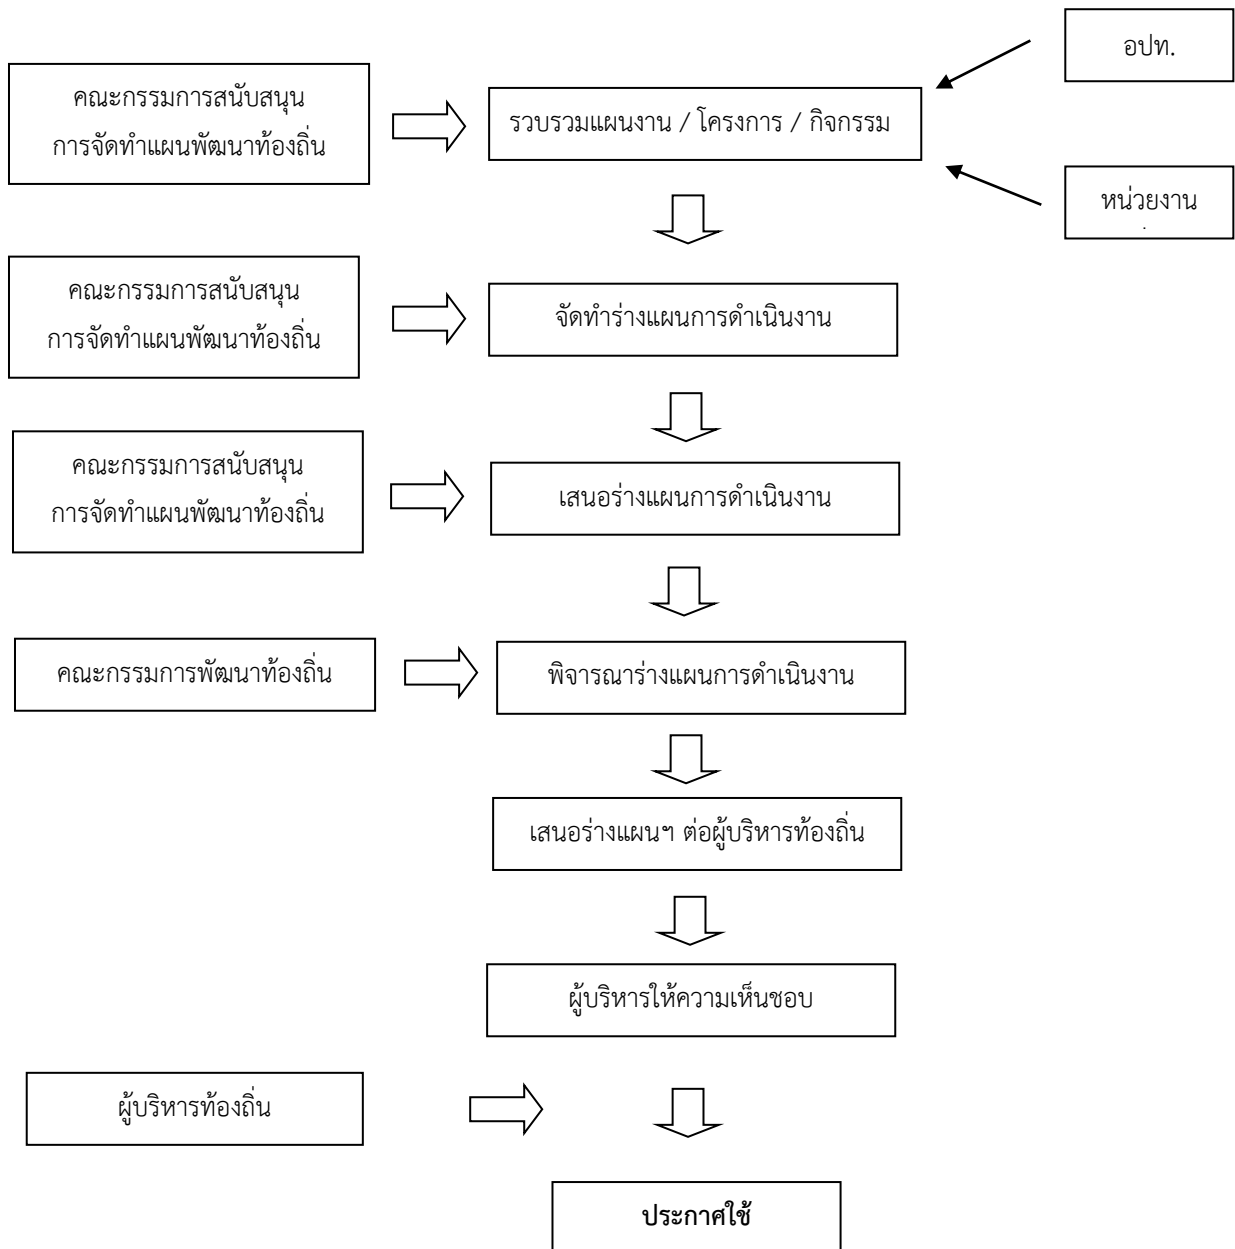 อปท.
คณะกรรมการสนับสนุน
การจัดทำแผนพัฒนาท้องถิ่น
รวบรวมแผนงาน / โครงการ / กิจกรรม
หน่วยงาน
คณะกรรมการสนับสนุน
การจัดทำแผนพัฒนาท้องถิ่น
จัดทำร่างแผนการดำเนินงาน
คณะกรรมการสนับสนุน
การจัดทำแผนพัฒนาท้องถิ่น
เสนอร่างแผนการดำเนินงาน
คณะกรรมการพัฒนาท้องถิ่น
พิจารณาร่างแผนการดำเนินงาน
เสนอร่างแผนฯ ต่อผู้บริหารท้องถิ่น
ผู้บริหารให้ความเห็นชอบ
ผู้บริหารท้องถิ่น
ประกาศใช้